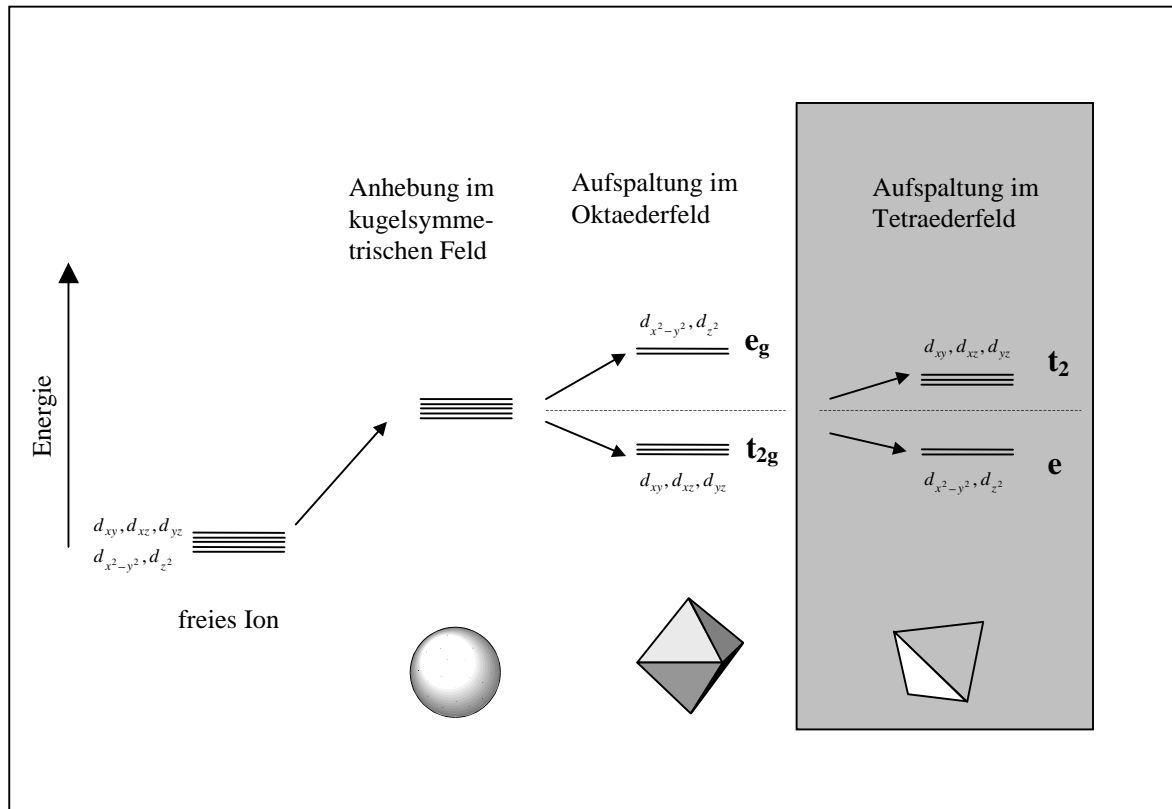 Anhebung im
kugelsymme-
trischen Feld
Aufspaltung im
Oktaederfeld
Aufspaltung im
Tetraederfeld
Energie
d_{x²−y²}, d_{z²}
e_g
t_{2g}
d_{xy}, d_{xz}, d_{yz}
d_{xy}, d_{xz}, d_{yz}
t_2
e
d_{x²−y²}, d_{z²}
d_{xy}, d_{xz}, d_{yz}
d_{x²−y²}, d_{z²}
freies Ion